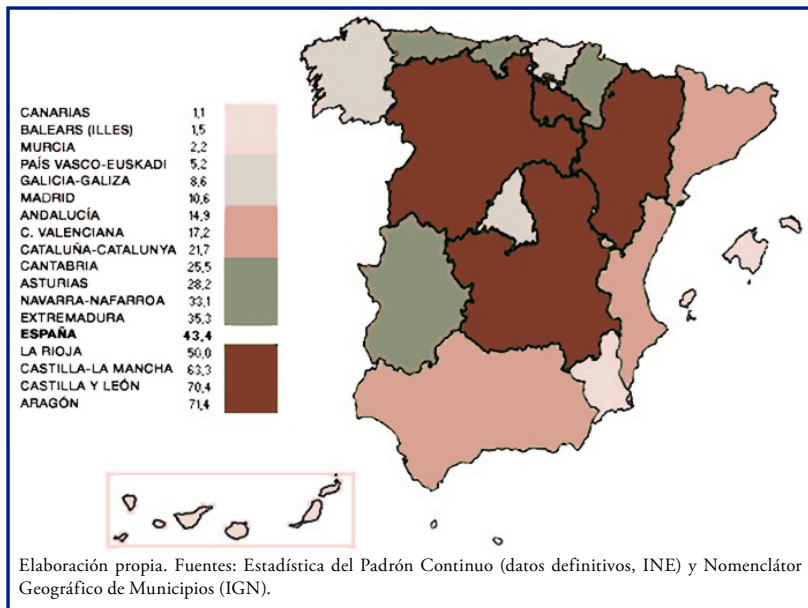 CANARIAS 1,1
BALEARS (ILLES) 1,5
MURCIA 2,2
PAÍS VASCO-EUSKADI 5,2
GALICIA-GALIZA 8,6
MADRID 10,6
ANDALUCÍA 14,9
C. VALENCIANA 17,2
CATALUÑA-CATALUNYA 21,7
CANTABRIA 25,5
ASTURIAS 28,2
NAVARRA-NAFARROA 33,1
EXTREMADURA 35,3
ESPAÑA 43,4
LA RIOJA 50,0
CASTILLA-LA MANCHA 63,3
CASTILLA Y LEÓN 70,4
ARAGÓN 71,4
Elaboración propia. Fuentes: Estadística del Padrón Continuo (datos definitivos, INE) y Nomenclátor
Geográfico de Municipios (IGN).